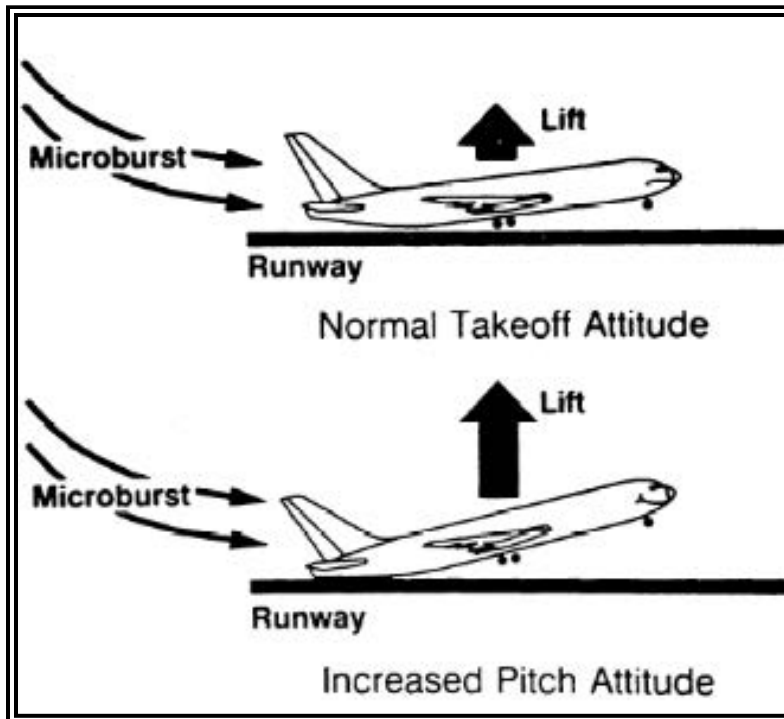 Lift
Microburst
Runway
Normal Takeoff Attitude
Lift
Microburst
Runway
Increased Pitch Attitude